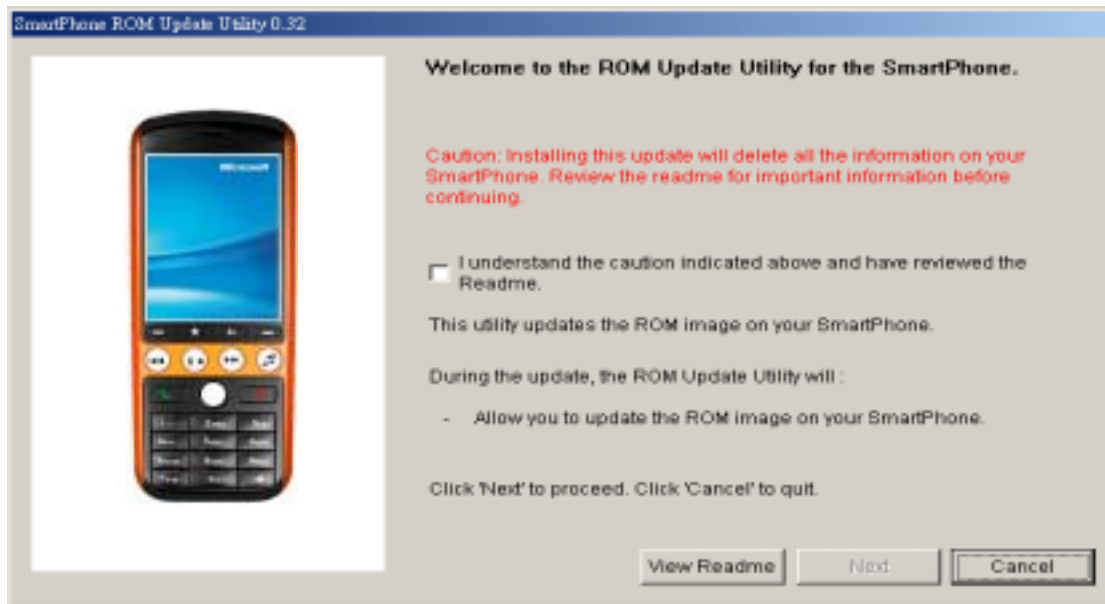 SmartPhone ROM Update Utility 0.32
Welcome to the ROM Update Utility for the SmartPhone.
Caution: Installing this update will delete all the information on your
SmartPhone. Review the readme for important information before
continuing.
I understand the caution indicated above and have reviewed the
Readme.
This utility updates the ROM image on your SmartPhone.
During the update, the ROM Update Utility will :
- Allow you to update the ROM image on your SmartPhone.
Click 'Next' to proceed. Click 'Cancel' to quit.
View Readme
Next
Cancel